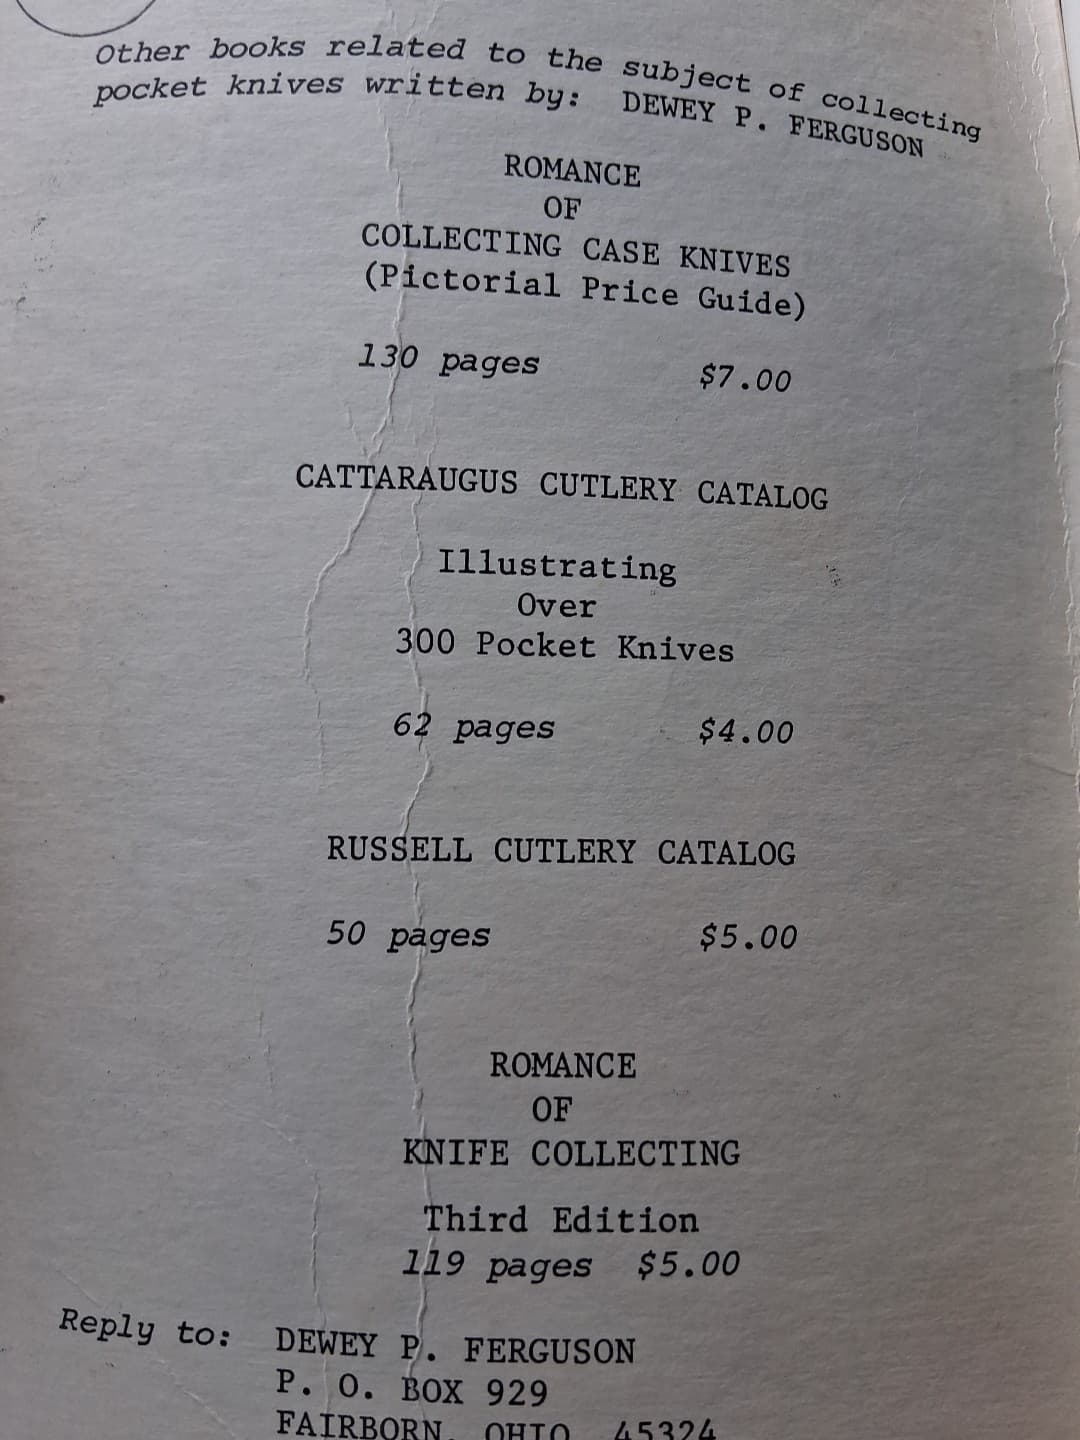 Other books related to the subject of collecting
pocket knives written by: DEWEY P. FERGUSON
ROMANCE
OF
COLLECTING CASE KNIVES
(Pictorial Price Guide)
130 pages $7.00
CATTARAUGUS CUTLERY CATALOG
Illustrating
Over
300 Pocket Knives
62 pages $4.00
RUSSELL CUTLERY CATALOG
50 pages $5.00
ROMANCE
OF
KNIFE COLLECTING
Third Edition
119 pages $5.00
Reply to: DEWEY P. FERGUSON
P. O. BOX 929
FAIRBORN, OHIO 45324